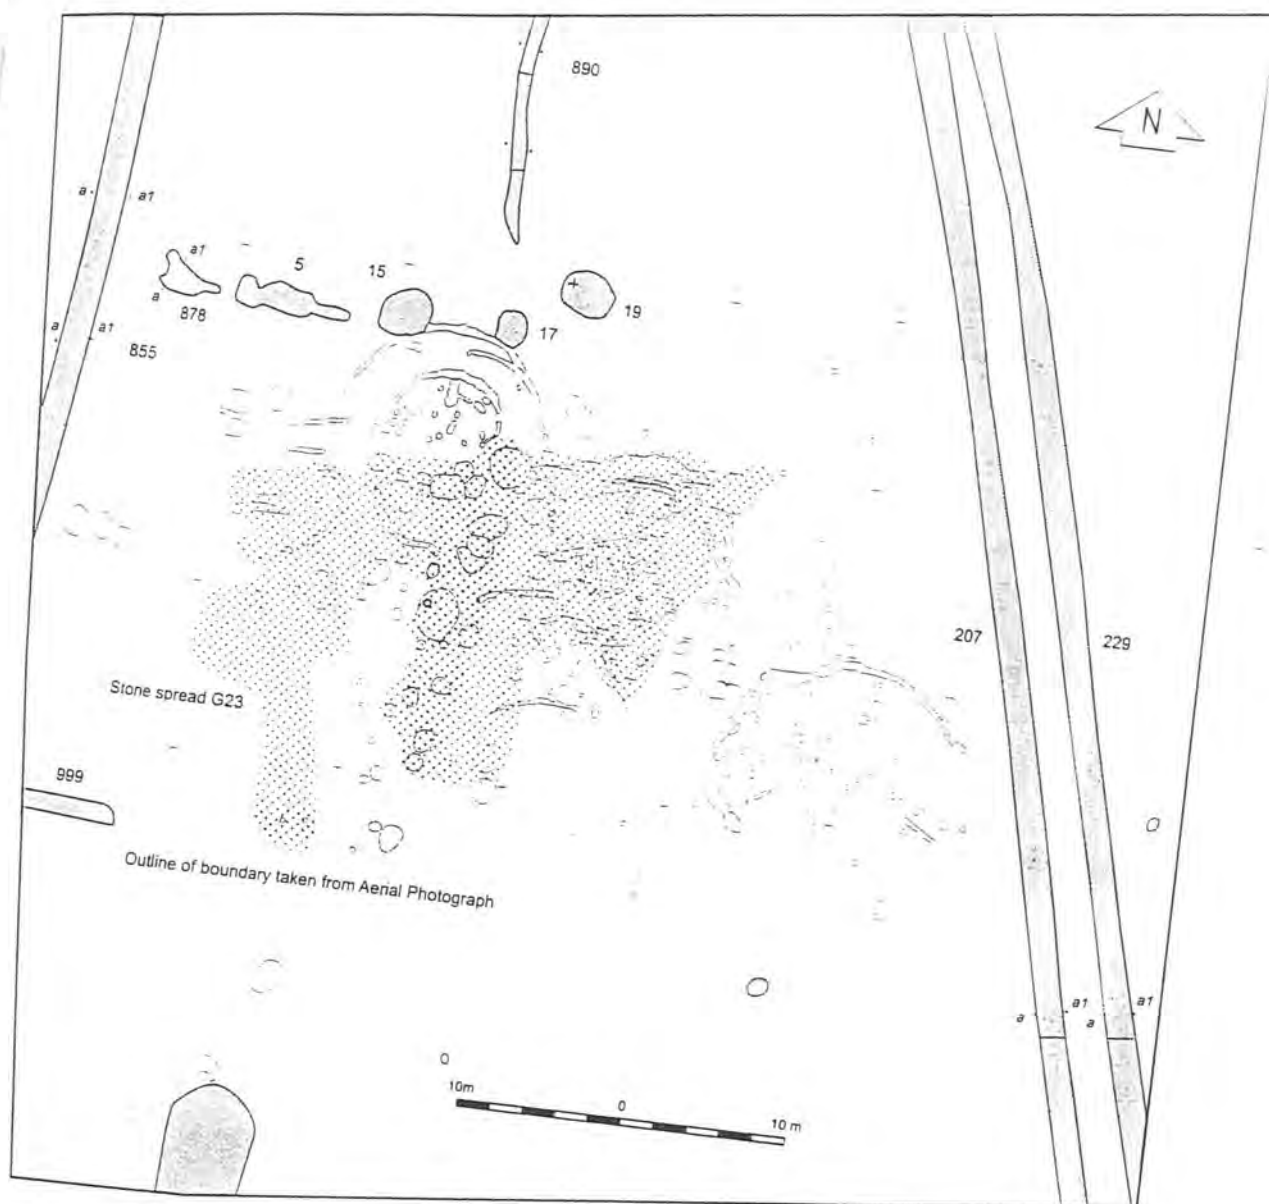 890
N
a
a1
a1
5
15
19
a
878
17
a
a1
855
207
229
Stone spread G23
999
Outline of boundary taken from Aerial Photograph
a
a1
a
a1
0
10m
0
10 m